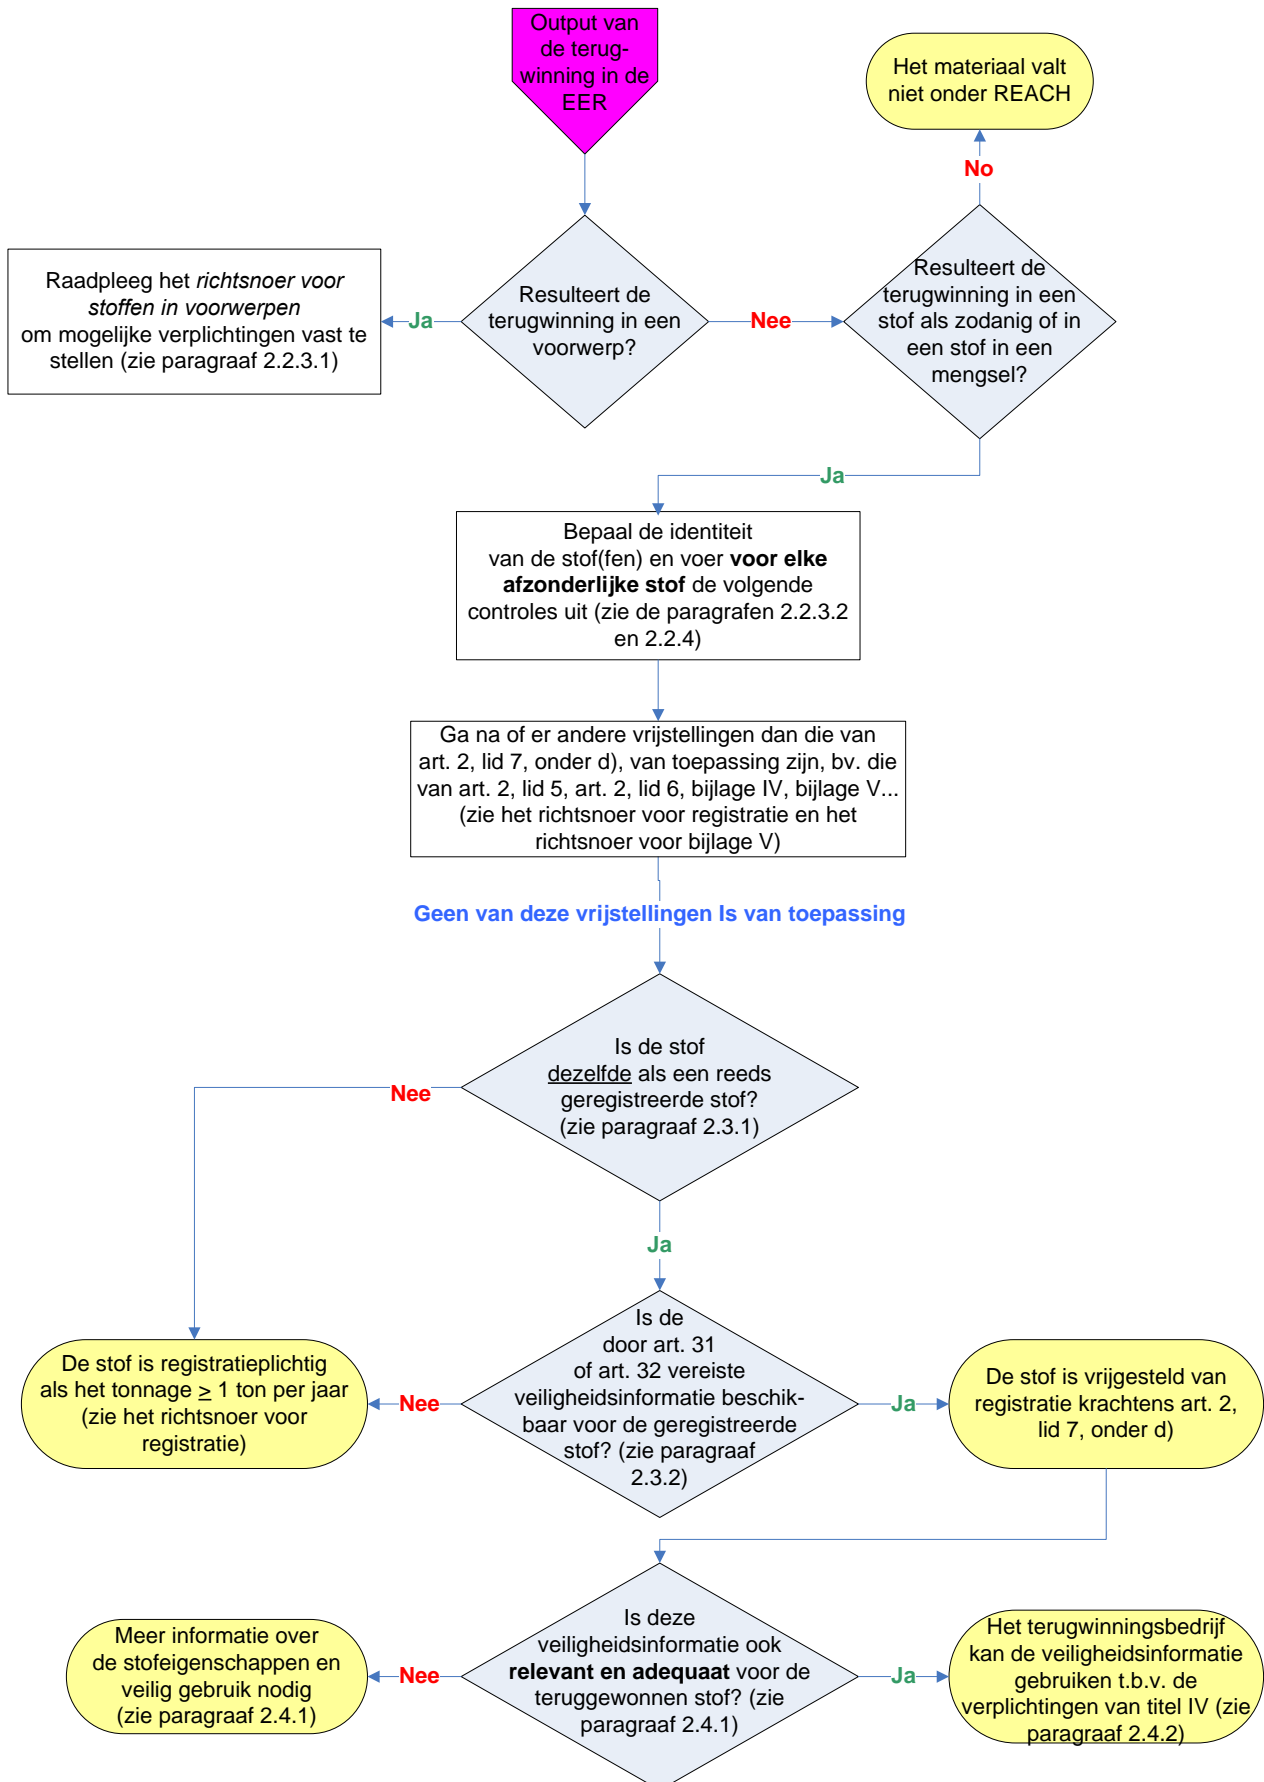 Output van
de terug-
winning in de
EER
Het materiaal valt
niet onder REACH
No
Raadpleeg het richtsnoer voor
stoffen in voorwerpen
om mogelijke verplichtingen vast te
stellen (zie paragraaf 2.2.3.1)
Ja
Resulteert de
terugwinning in een
voorwerp?
Nee
Resulteert de
terugwinning in een
stof als zodanig of in
een stof in een
mengsel?
Ja
Bepaal de identiteit
van de stof(fen) en voer voor elke
afzonderlijke stof de volgende
controles uit (zie de paragrafen 2.2.3.2
en 2.2.4)
Ga na of er andere vrijstellingen dan die van
art. 2, lid 7, onder d), van toepassing zijn, bv. die
van art. 2, lid 5, art. 2, lid 6, bijlage IV, bijlage V...
(zie het richtsnoer voor registratie en het
richtsnoer voor bijlage V)
Geen van deze vrijstellingen Is van toepassing
Is de stof
dezelfde als een reeds
geregistreerde stof?
(zie paragraaf 2.3.1)
Nee
Ja
De stof is registratieplichtig
als het tonnage ≥ 1 ton per jaar
(zie het richtsnoer voor
registratie)
Nee
Is de
door art. 31
of art. 32 vereiste
veiligheidsinformatie beschik-
baar voor de geregistreerde
stof? (zie paragraaf
2.3.2)
Ja
De stof is vrijgesteld van
registratie krachtens art. 2,
lid 7, onder d)
Meer informatie over
de stofeigenschappen en
veilig gebruik nodig
(zie paragraaf 2.4.1)
Nee
Is deze
veiligheidsinformatie ook
relevant en adequaat voor de
teruggewonnen stof? (zie
paragraaf 2.4.1)
Ja
Het terugwinningsbedrijf
kan de veiligheidsinformatie
gebruiken t.b.v. de
verplichtingen van titel IV (zie
paragraaf 2.4.2)